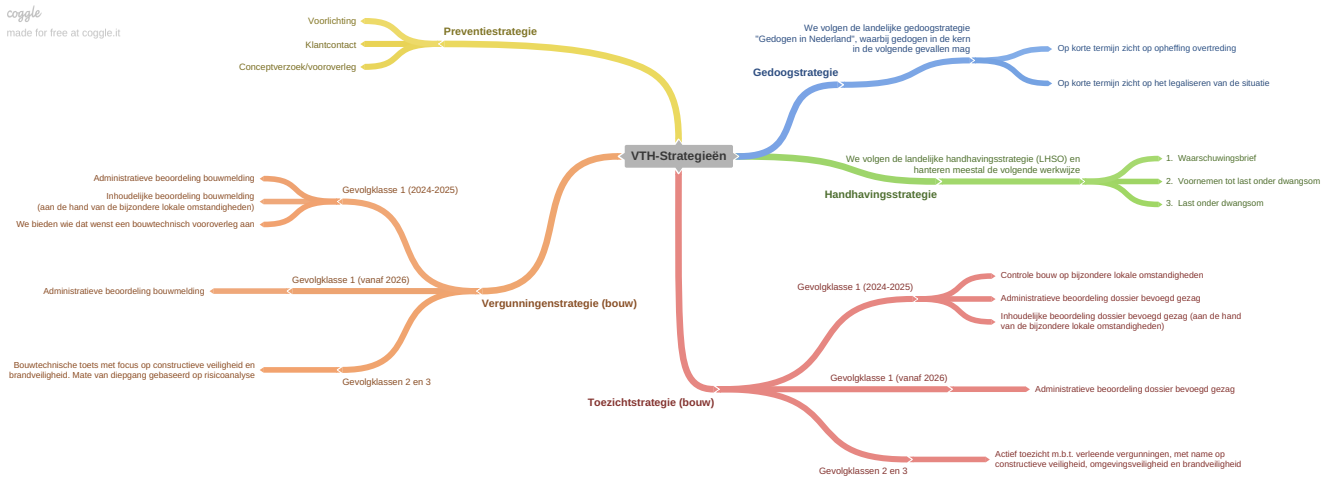 coggle
made for free at coggle.it
Voorlichting
Klantcontact
Conceptverzoek/vooroverleg
Preventiestrategie
We volgen de landelijke gedoogstrategie
"Gedogen in Nederland", waarbij gedogen in de kern
in de volgende gevallen mag
Gedoogstrategie
Op korte termijn zicht op opheffing overtreding
Op korte termijn zicht op het legaliseren van de situatie
VTH-Strategieën
We volgen de landelijke handhavingsstrategie (LHSO) en
hanteren meestal de volgende werkwijze
Handhavingsstrategie
1. Waarschuwingsbrief
2. Voornemen tot last onder dwangsom
3. Last onder dwangsom
Administratieve beoordeling bouwmelding
Inhoudelijke beoordeling bouwmelding
(aan de hand van de bijzondere lokale omstandigheden)
We bieden wie dat wenst een bouwtechnisch vooroverleg aan
Gevolgklasse 1 (2024-2025)
Administratieve beoordeling bouwmelding
Gevolgklasse 1 (vanaf 2026)
Vergunningenstrategie (bouw)
Bouwtechnische toets met focus op constructieve veiligheid en
brandveiligheid. Mate van diepgang gebaseerd op risicoanalyse
Gevolgklassen 2 en 3
Gevolgklasse 1 (2024-2025)
Controle bouw op bijzondere lokale omstandigheden
Administratieve beoordeling dossier bevoegd gezag
Inhoudelijke beoordeling dossier bevoegd gezag (aan de hand
van de bijzondere lokale omstandigheden)
Gevolgklasse 1 (vanaf 2026)
Administratieve beoordeling dossier bevoegd gezag
Toezichtstrategie (bouw)
Gevolgklassen 2 en 3
Actief toezicht m.b.t. verleende vergunningen, met name op
constructieve veiligheid, omgevingsveiligheid en brandveiligheid